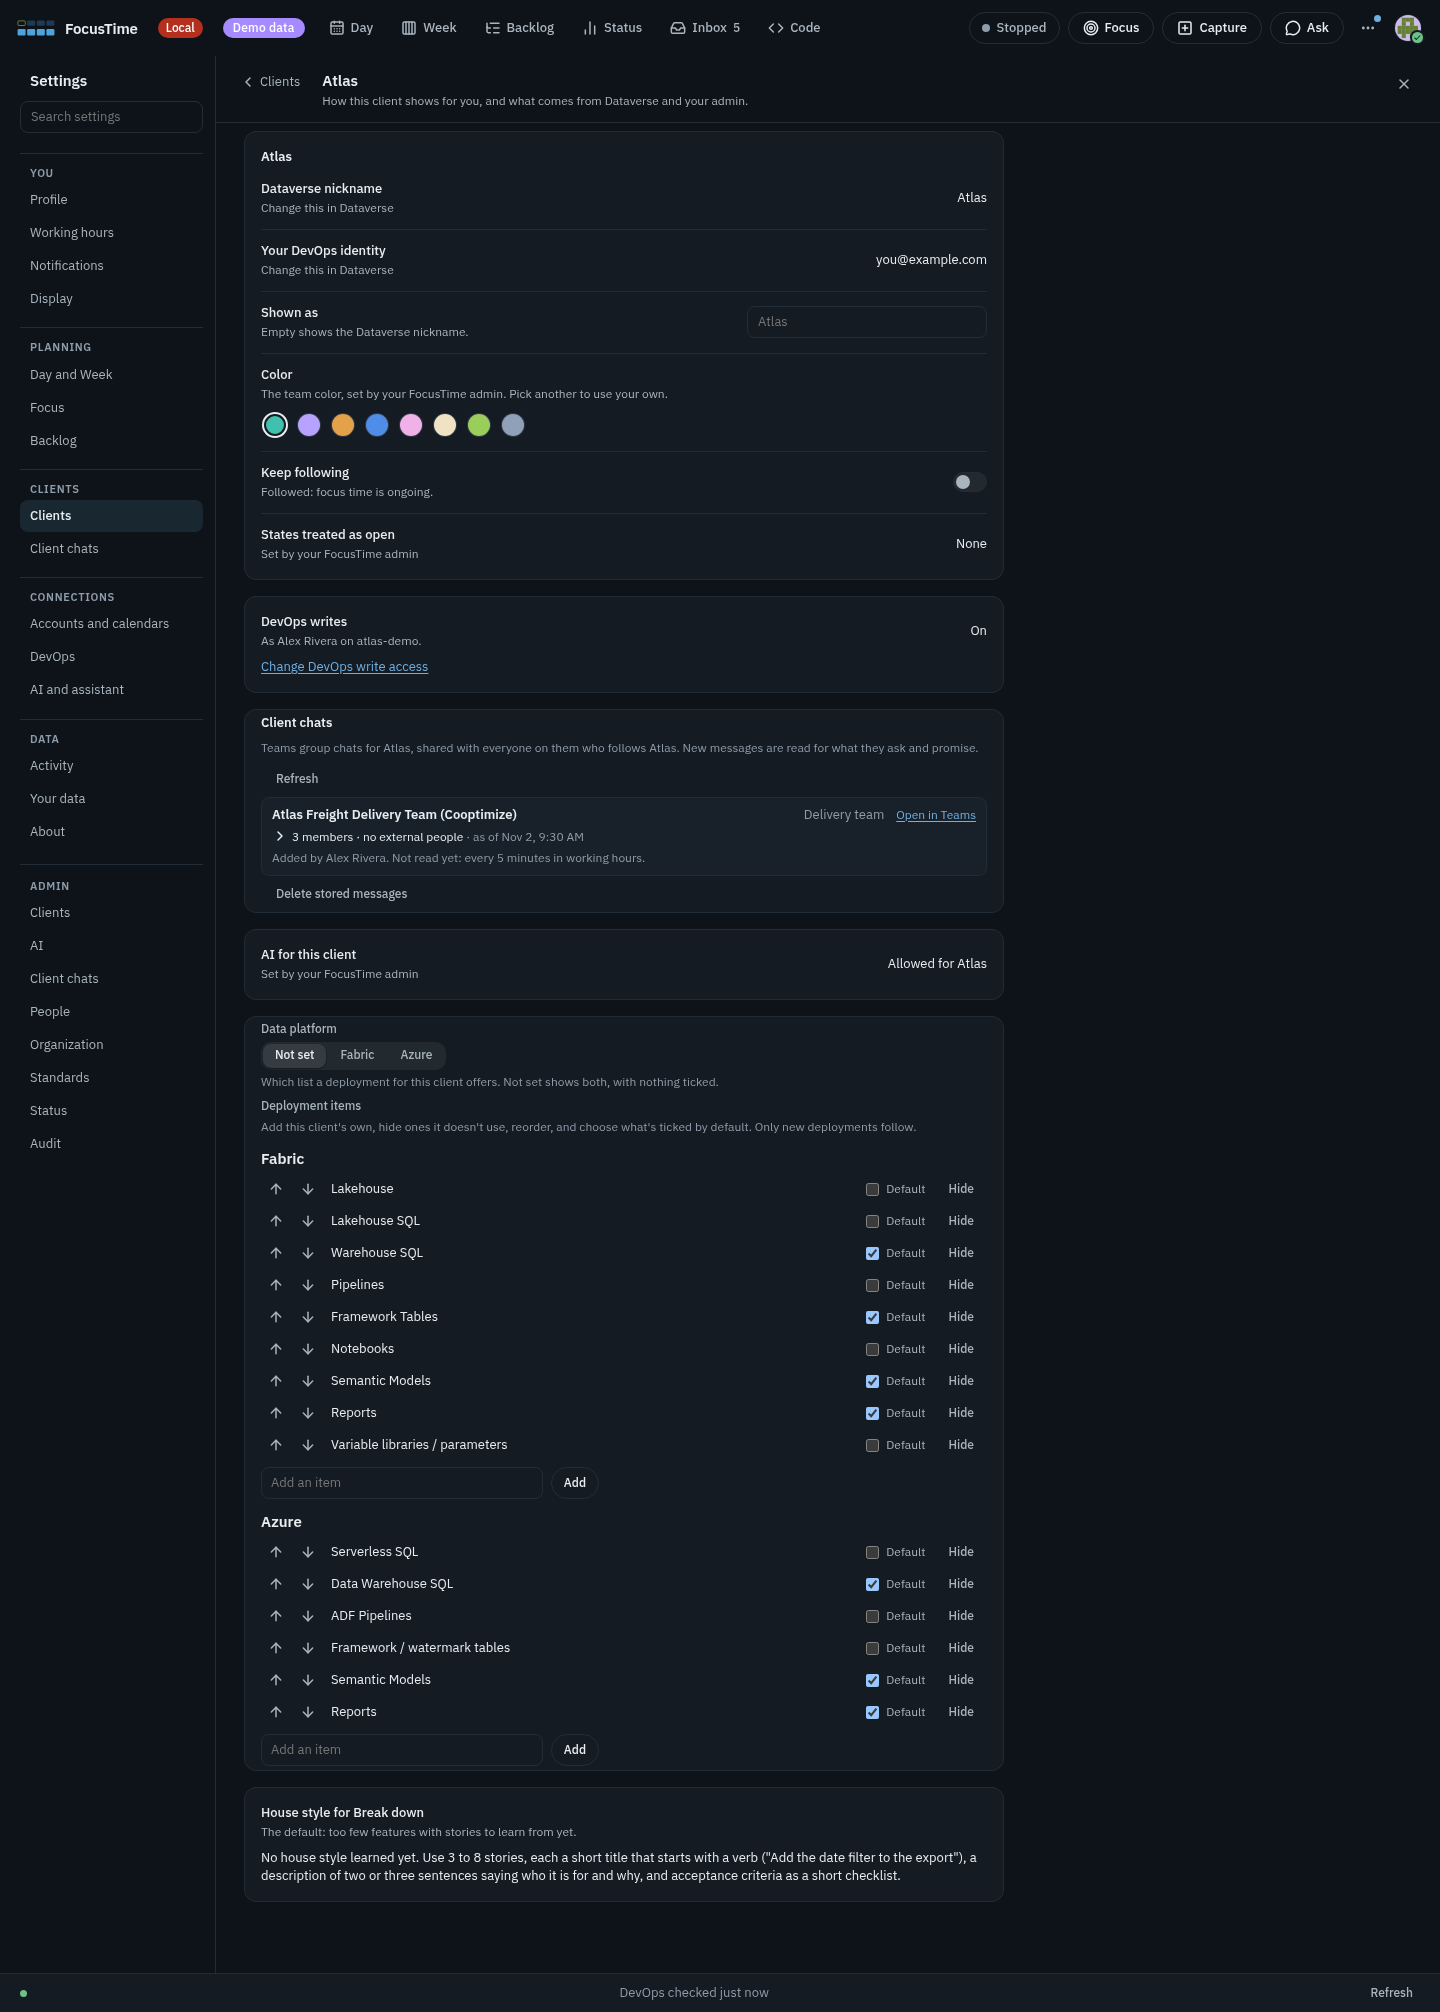 FocusTime
Local
Demo data
Day
Week
Backlog
Status
Inbox 5
Code
Stopped
Focus
Capture
Ask
Settings
Search settings
YOU
Profile
Working hours
Notifications
Display
PLANNING
Day and Week
Focus
Backlog
CLIENTS
Clients
Client chats
CONNECTIONS
Accounts and calendars
DevOps
AI and assistant
DATA
Activity
Your data
About
ADMIN
Clients
AI
Client chats
People
Organization
Standards
Status
Audit
Clients
Atlas
How this client shows for you, and what comes from Dataverse and your admin.
Atlas
Dataverse nickname
Change this in Dataverse
Atlas
Your DevOps identity
Change this in Dataverse
you@example.com
Shown as
Empty shows the Dataverse nickname.
Atlas
Color
The team color, set by your FocusTime admin. Pick another to use your own.
Keep following
Followed: focus time is ongoing.
States treated as open
Set by your FocusTime admin
None
DevOps writes
As Alex Rivera on atlas-demo.
On
Change DevOps write access
Client chats
Teams group chats for Atlas, shared with everyone on them who follows Atlas. New messages are read for what they ask and promise.
Refresh
Atlas Freight Delivery Team (Cooptimize)
Delivery team
Open in Teams
3 members · no external people · as of Nov 2, 9:30 AM
Added by Alex Rivera. Not read yet: every 5 minutes in working hours.
Delete stored messages
AI for this client
Set by your FocusTime admin
Allowed for Atlas
Data platform
Not set
Fabric
Azure
Which list a deployment for this client offers. Not set shows both, with nothing ticked.
Deployment items
Add this client's own, hide ones it doesn't use, reorder, and choose what's ticked by default. Only new deployments follow.
Fabric
Lakehouse Default Hide
Lakehouse SQL Default Hide
Warehouse SQL Default Hide
Pipelines Default Hide
Framework Tables Default Hide
Notebooks Default Hide
Semantic Models Default Hide
Reports Default Hide
Variable libraries / parameters Default Hide
Add an item
Add
Azure
Serverless SQL Default Hide
Data Warehouse SQL Default Hide
ADF Pipelines Default Hide
Framework / watermark tables Default Hide
Semantic Models Default Hide
Reports Default Hide
Add an item
Add
House style for Break down
The default: too few features with stories to learn from yet.
No house style learned yet. Use 3 to 8 stories, each a short title that starts with a verb ("Add the date filter to the export"), a
description of two or three sentences saying who it is for and why, and acceptance criteria as a short checklist.
DevOps checked just now
Refresh